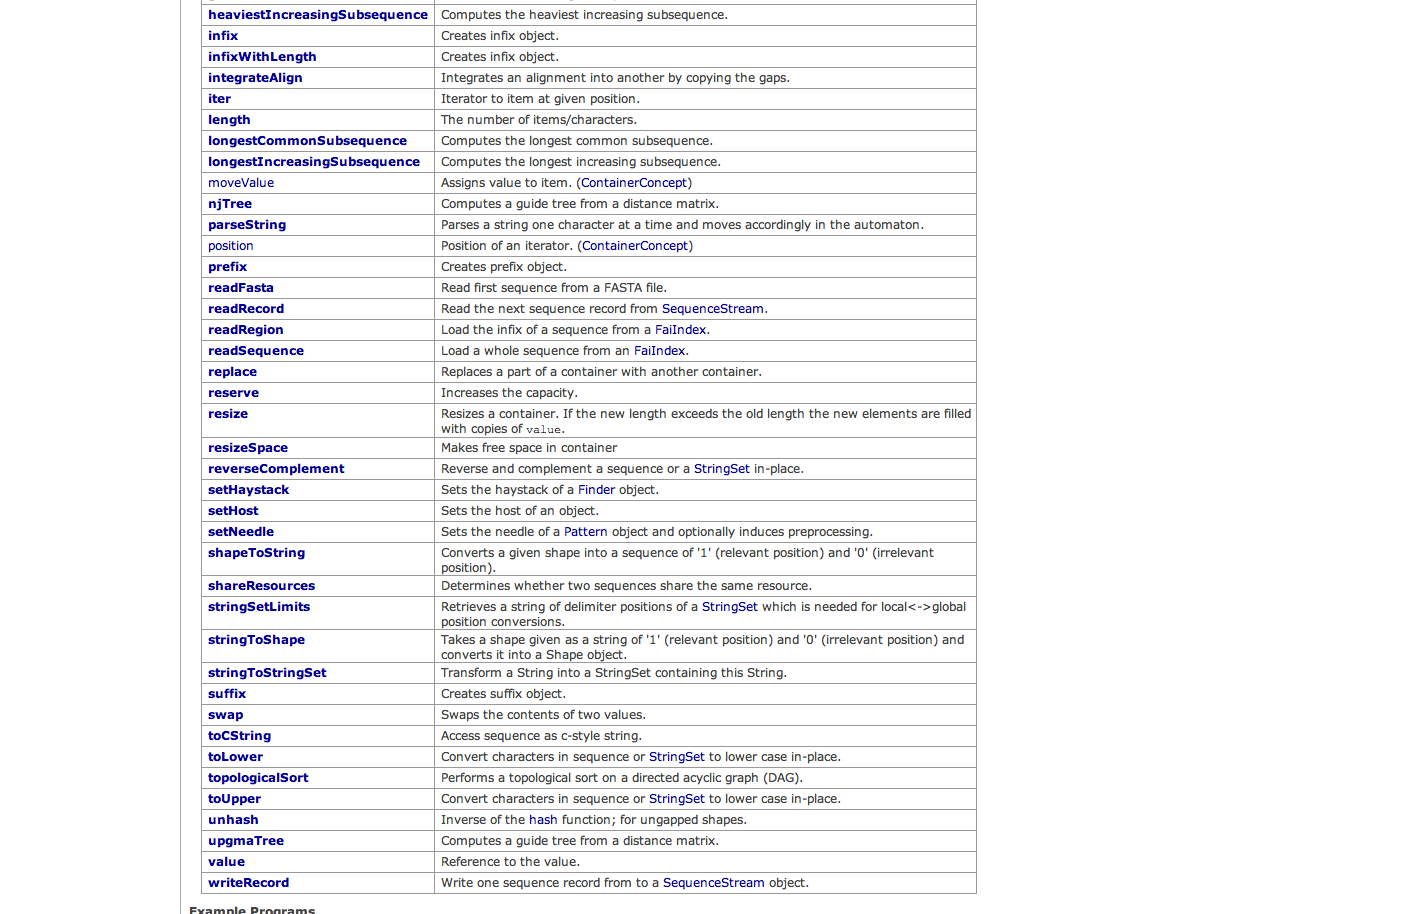 heaviestIncreasingSubsequence Computes the heaviest increasing subsequence.
infix Creates infix object.
infixWithLength Creates infix object.
integrateAlign Integrates an alignment into another by copying the gaps.
iter Iterator to item at given position.
length The number of items/characters.
longestCommonSubsequence Computes the longest common subsequence.
longestIncreasingSubsequence Computes the longest increasing subsequence.
moveValue Assigns value to item. (ContainerConcept)
njTree Computes a guide tree from a distance matrix.
parseString Parses a string one character at a time and moves accordingly in the automaton.
position Position of an iterator. (ContainerConcept)
prefix Creates prefix object.
readFasta Read first sequence from a FASTA file.
readRecord Read the next sequence record from SequenceStream.
readRegion Load the infix of a sequence from a FaiIndex.
readSequence Load a whole sequence from an FaiIndex.
replace Replaces a part of a container with another container.
reserve Increases the capacity.
resize Resizes a container. If the new length exceeds the old length the new elements are filled
with copies of value.
resizeSpace Makes free space in container
reverseComplement Reverse and complement a sequence or a StringSet in-place.
setHaystack Sets the haystack of a Finder object.
setHost Sets the host of an object.
setNeedle Sets the needle of a Pattern object and optionally induces preprocessing.
shapeToString Converts a given shape into a sequence of '1' (relevant position) and '0' (irrelevant
position).
shareResources Determines whether two sequences share the same resource.
stringSetLimits Retrieves a string of delimiter positions of a StringSet which is needed for local<->global
position conversions.
stringToShape Takes a shape given as a string of '1' (relevant position) and '0' (irrelevant position) and
converts it into a Shape object.
stringToStringSet Transform a String into a StringSet containing this String.
suffix Creates suffix object.
swap Swaps the contents of two values.
toCString Access sequence as c-style string.
toLower Convert characters in sequence or StringSet to lower case in-place.
topologicalSort Performs a topological sort on a directed acyclic graph (DAG).
toUpper Convert characters in sequence or StringSet to lower case in-place.
unhash Inverse of the hash function; for ungapped shapes.
upgmaTree Computes a guide tree from a distance matrix.
value Reference to the value.
writeRecord Write one sequence record from to a SequenceStream object.
Example Programs